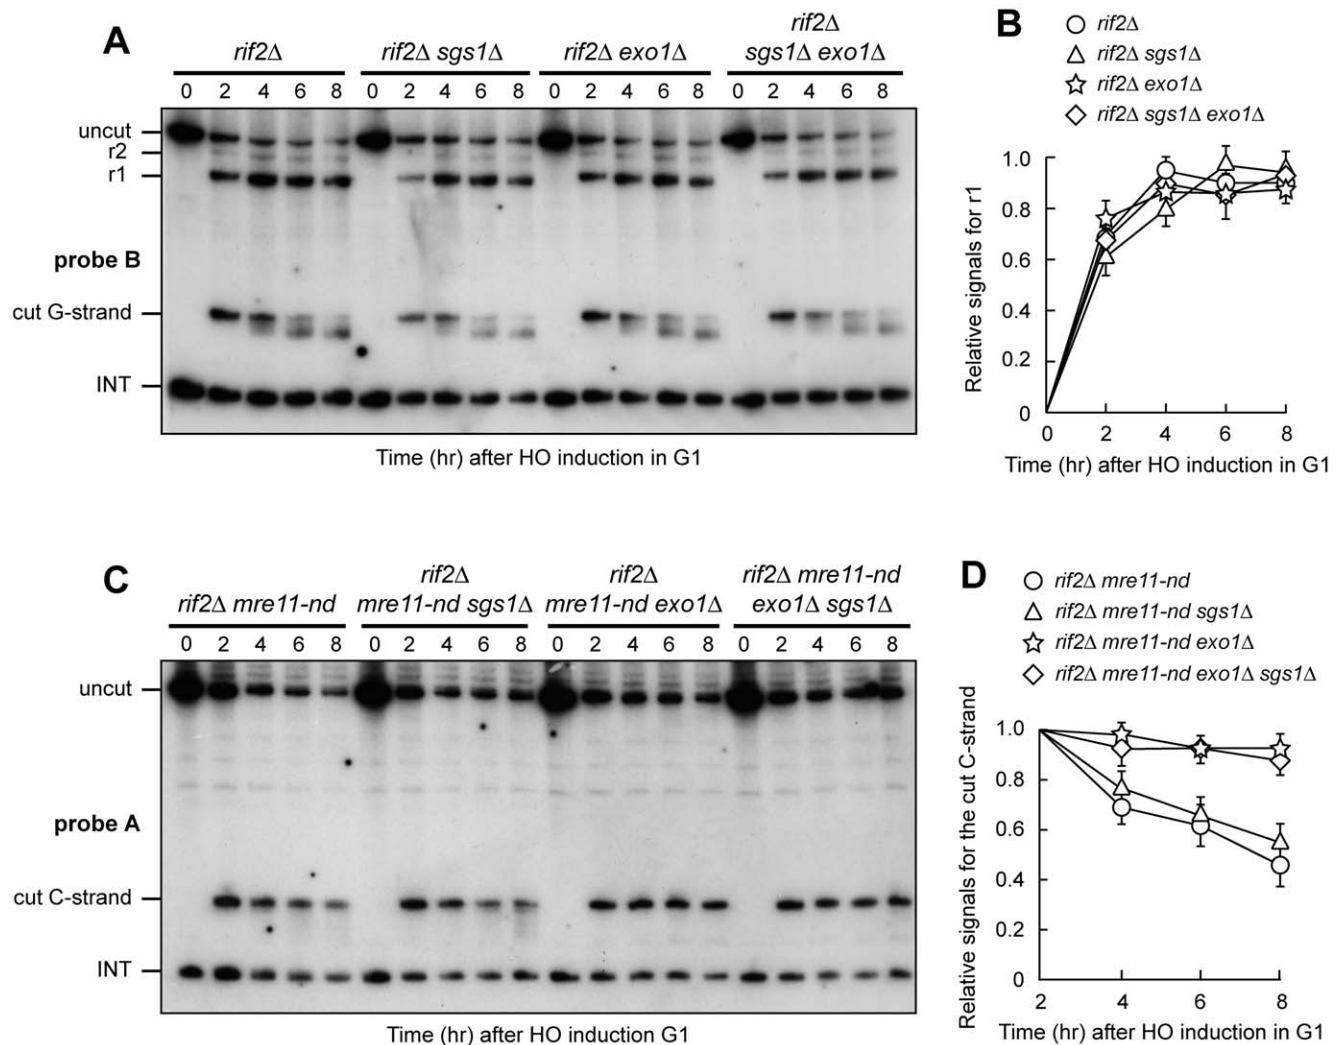 A
rif2Δ
rif2Δ sgs1Δ
rif2Δ exo1Δ
rif2Δ
sgs1Δ exo1Δ
0 2 4 6 8 0 2 4 6 8 0 2 4 6 8 0 2 4 6 8
uncut
r2
r1
probe B
cut G-strand
INT
Time (hr) after HO induction in G1
B
rif2Δ
rif2Δ sgs1Δ
rif2Δ exo1Δ
rif2Δ sgs1Δ exo1Δ
Relative signals for r1
1.0
0.8
0.6
0.4
0.2
0
0 2 4 6 8
Time (hr) after HO induction in G1
C
rif2Δ mre11-nd
rif2Δ
mre11-nd sgs1Δ
rif2Δ
mre11-nd exo1Δ
rif2Δ mre11-nd
exo1Δ sgs1Δ
0 2 4 6 8 0 2 4 6 8 0 2 4 6 8 0 2 4 6 8
uncut
probe A
cut C-strand
INT
Time (hr) after HO induction G1
D
rif2Δ mre11-nd
rif2Δ mre11-nd sgs1Δ
rif2Δ mre11-nd exo1Δ
rif2Δ mre11-nd exo1Δ sgs1Δ
Relative signals for the cut C-strand
1.0
0.8
0.6
0.4
0.2
0
2 4 6 8
Time (hr) after HO induction in G1